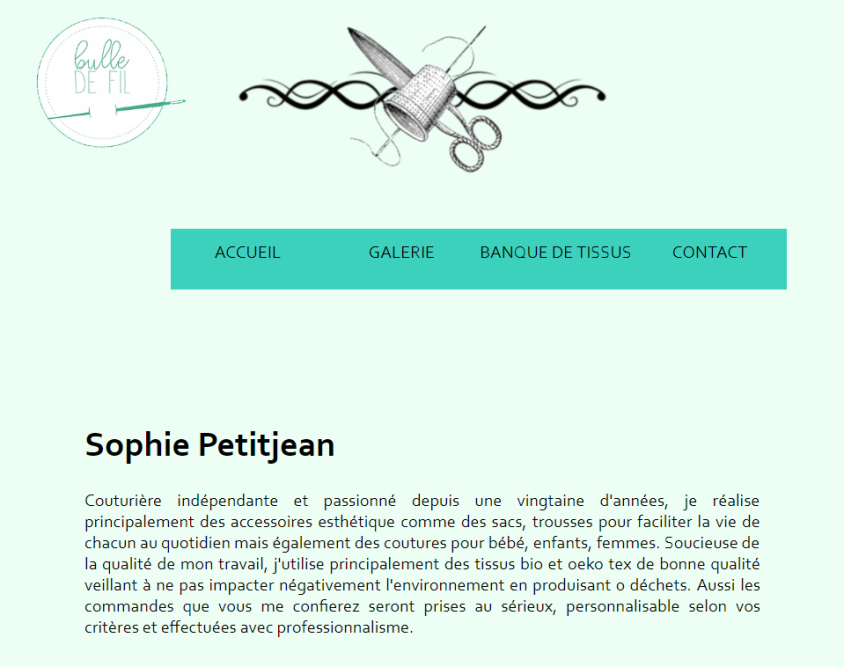 bulle
DE FIL
ACCUEIL GALERIE BANQUE DE TISSUS CONTACT
Sophie Petitjean
Couturière indépendante et passionné depuis une vingtaine d'années, je réalise
principalement des accessoires esthétique comme des sacs, trousses pour faciliter la vie de
chacun au quotidien mais également des coutures pour bébé, enfants, femmes. Soucieuse de
la qualité de mon travail, j'utilise principalement des tissus bio et oeko tex de bonne qualité
veillant à ne pas impacter négativement l'environnement en produisant 0 déchets. Aussi les
commandes que vous me confierez seront prises au sérieux, personnalisable selon vos
critères et effectuées avec professionnalisme.